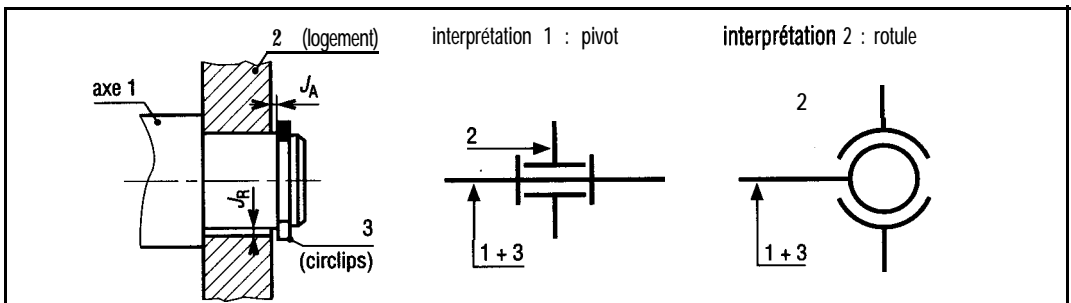 2 (logement)
axe 1
J_A
J_R
3
(circlips)
interprétation 1 : pivot
2
1 + 3
interprétation 2 : rotule
2
1 + 3